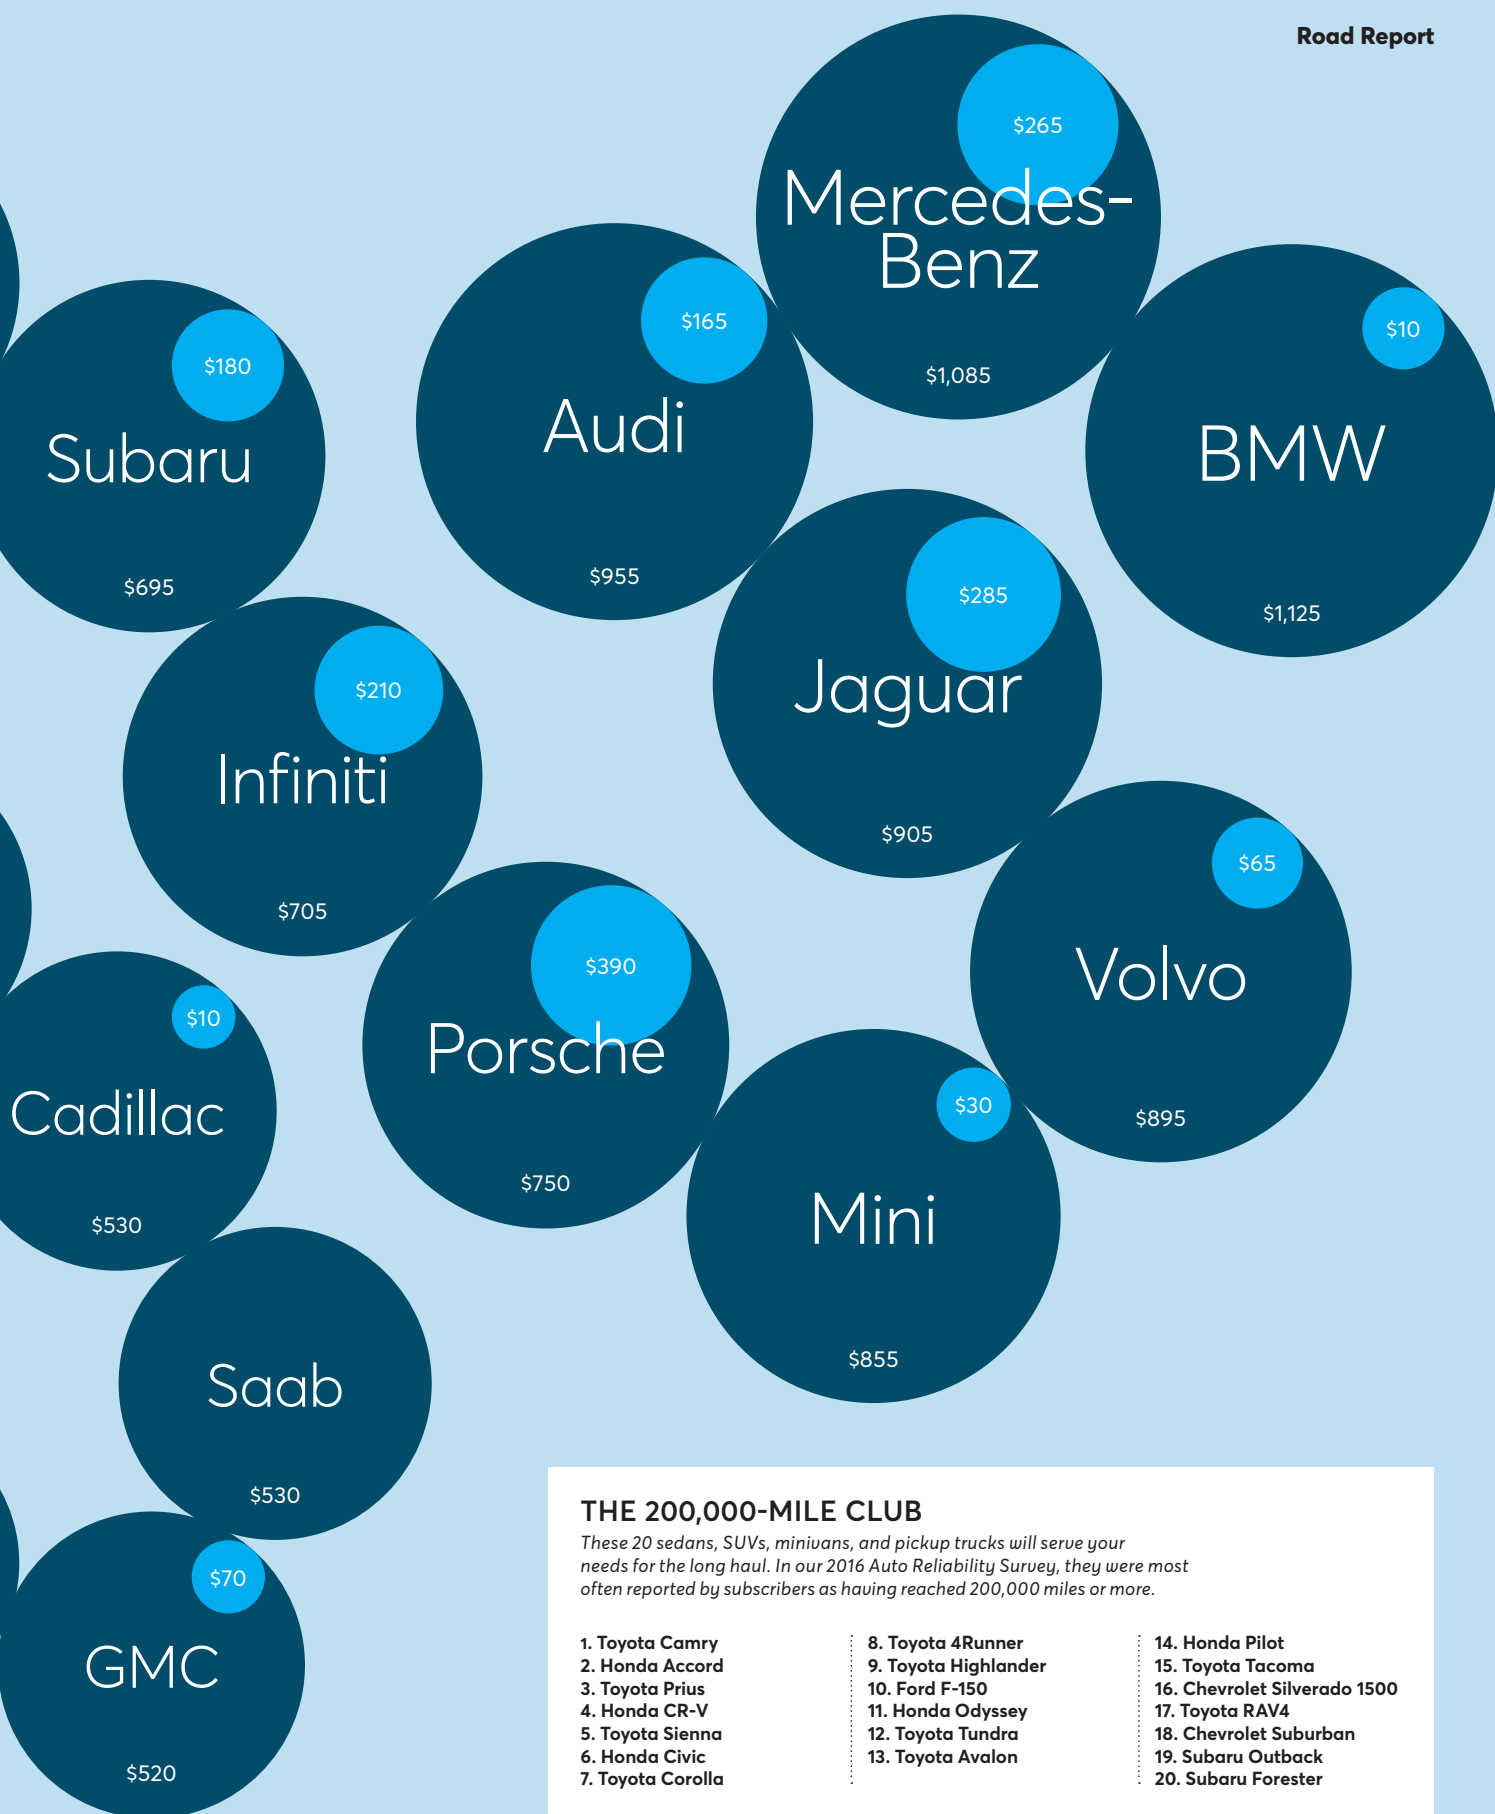 Road Report
$265
Mercedes-
Benz
$1,085
$10
BMW
$1,125
$165
Audi
$955
$180
Subaru
$695
$285
Jaguar
$905
$210
Infiniti
$705
$65
Volvo
$895
$390
Porsche
$750
$10
Cadillac
$530
$30
Mini
$855
Saab
$530
$70
GMC
$520
THE 200,000-MILE CLUB
These 20 sedans, SUVs, minivans, and pickup trucks will serve your
needs for the long haul. In our 2016 Auto Reliability Survey, they were most
often reported by subscribers as having reached 200,000 miles or more.
1. Toyota Camry
2. Honda Accord
3. Toyota Prius
4. Honda CR-V
5. Toyota Sienna
6. Honda Civic
7. Toyota Corolla
8. Toyota 4Runner
9. Toyota Highlander
10. Ford F-150
11. Honda Odyssey
12. Toyota Tundra
13. Toyota Avalon
14. Honda Pilot
15. Toyota Tacoma
16. Chevrolet Silverado 1500
17. Toyota RAV4
18. Chevrolet Suburban
19. Subaru Outback
20. Subaru Forester